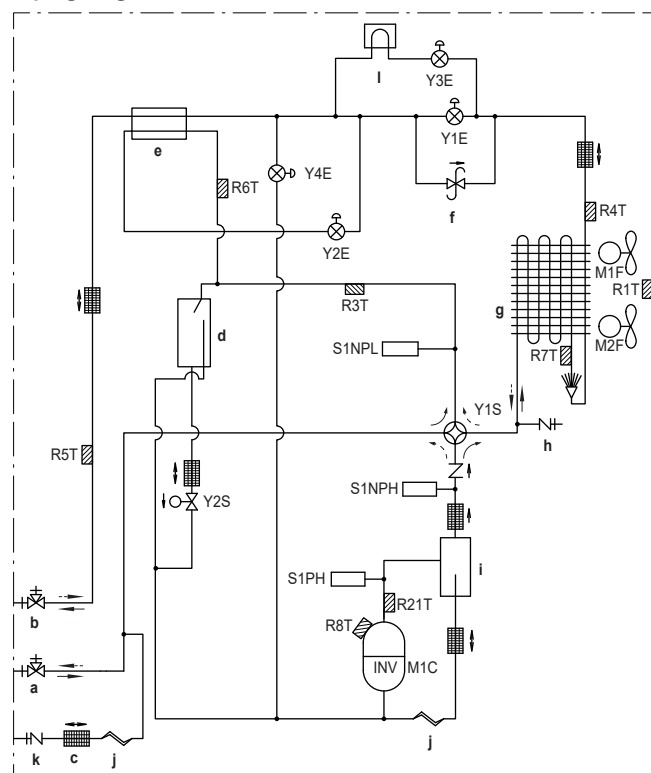 l
Y3E
Y1E
e
R6T
Y4E
f
R4T
Y2E
M1F
R1T
g
R3T
d
M2F
S1NPL
R7T
Y1S
R5T
h
Y2S
S1NPH
i
S1PH
b
R21T
R8T
INV
M1C
a
j
k
c
j